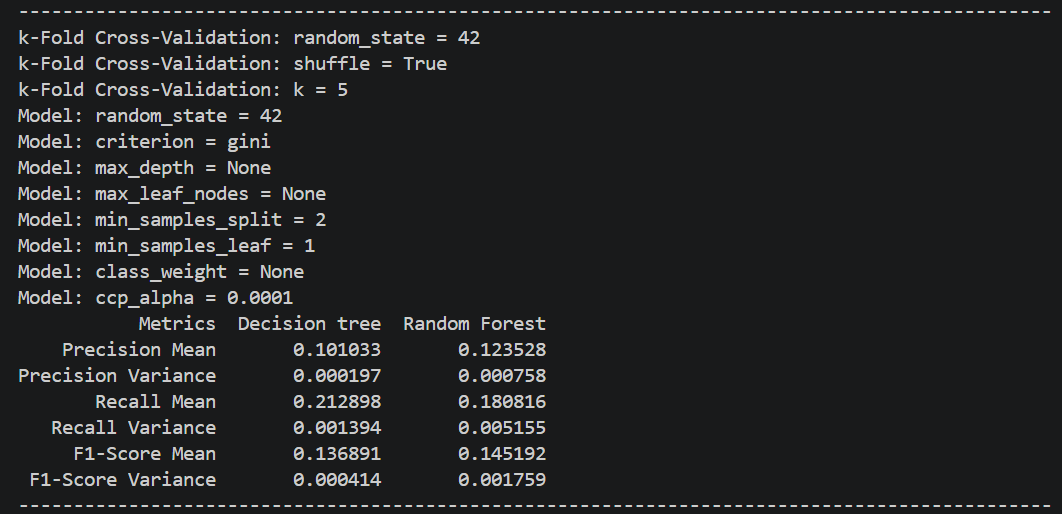 ----------------------------------------------------------------------------------------------
k-Fold Cross-Validation: random_state = 42
k-Fold Cross-Validation: shuffle = True
k-Fold Cross-Validation: k = 5
Model: random_state = 42
Model: criterion = gini
Model: max_depth = None
Model: max_leaf_nodes = None
Model: min_samples_split = 2
Model: min_samples_leaf = 1
Model: class_weight = None
Model: ccp_alpha = 0.0001
           Metrics  Decision tree  Random Forest
    Precision Mean       0.101033       0.123528
Precision Variance       0.000197       0.000758
       Recall Mean       0.212898       0.180816
   Recall Variance       0.001394       0.005155
     F1-Score Mean       0.136891       0.145192
 F1-Score Variance       0.000414       0.001759
----------------------------------------------------------------------------------------------